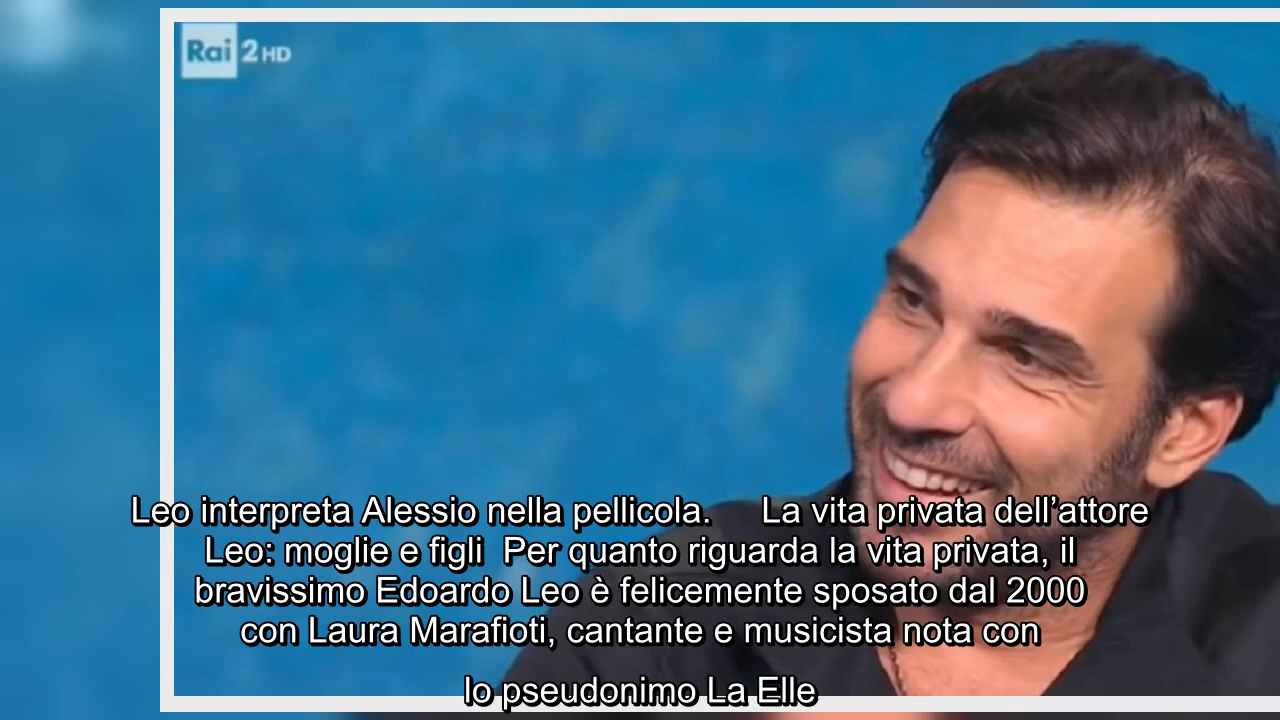 Rai 2 HD
Leo interpreta Alessio nella pellicola. La vita privata dell'attore
Leo: moglie e figli Per quanto riguarda la vita privata, il
bravissimo Edoardo Leo è felicemente sposato dal 2000
con Laura Marafioti, cantante e musicista nota con
lo pseudonimo La Elle